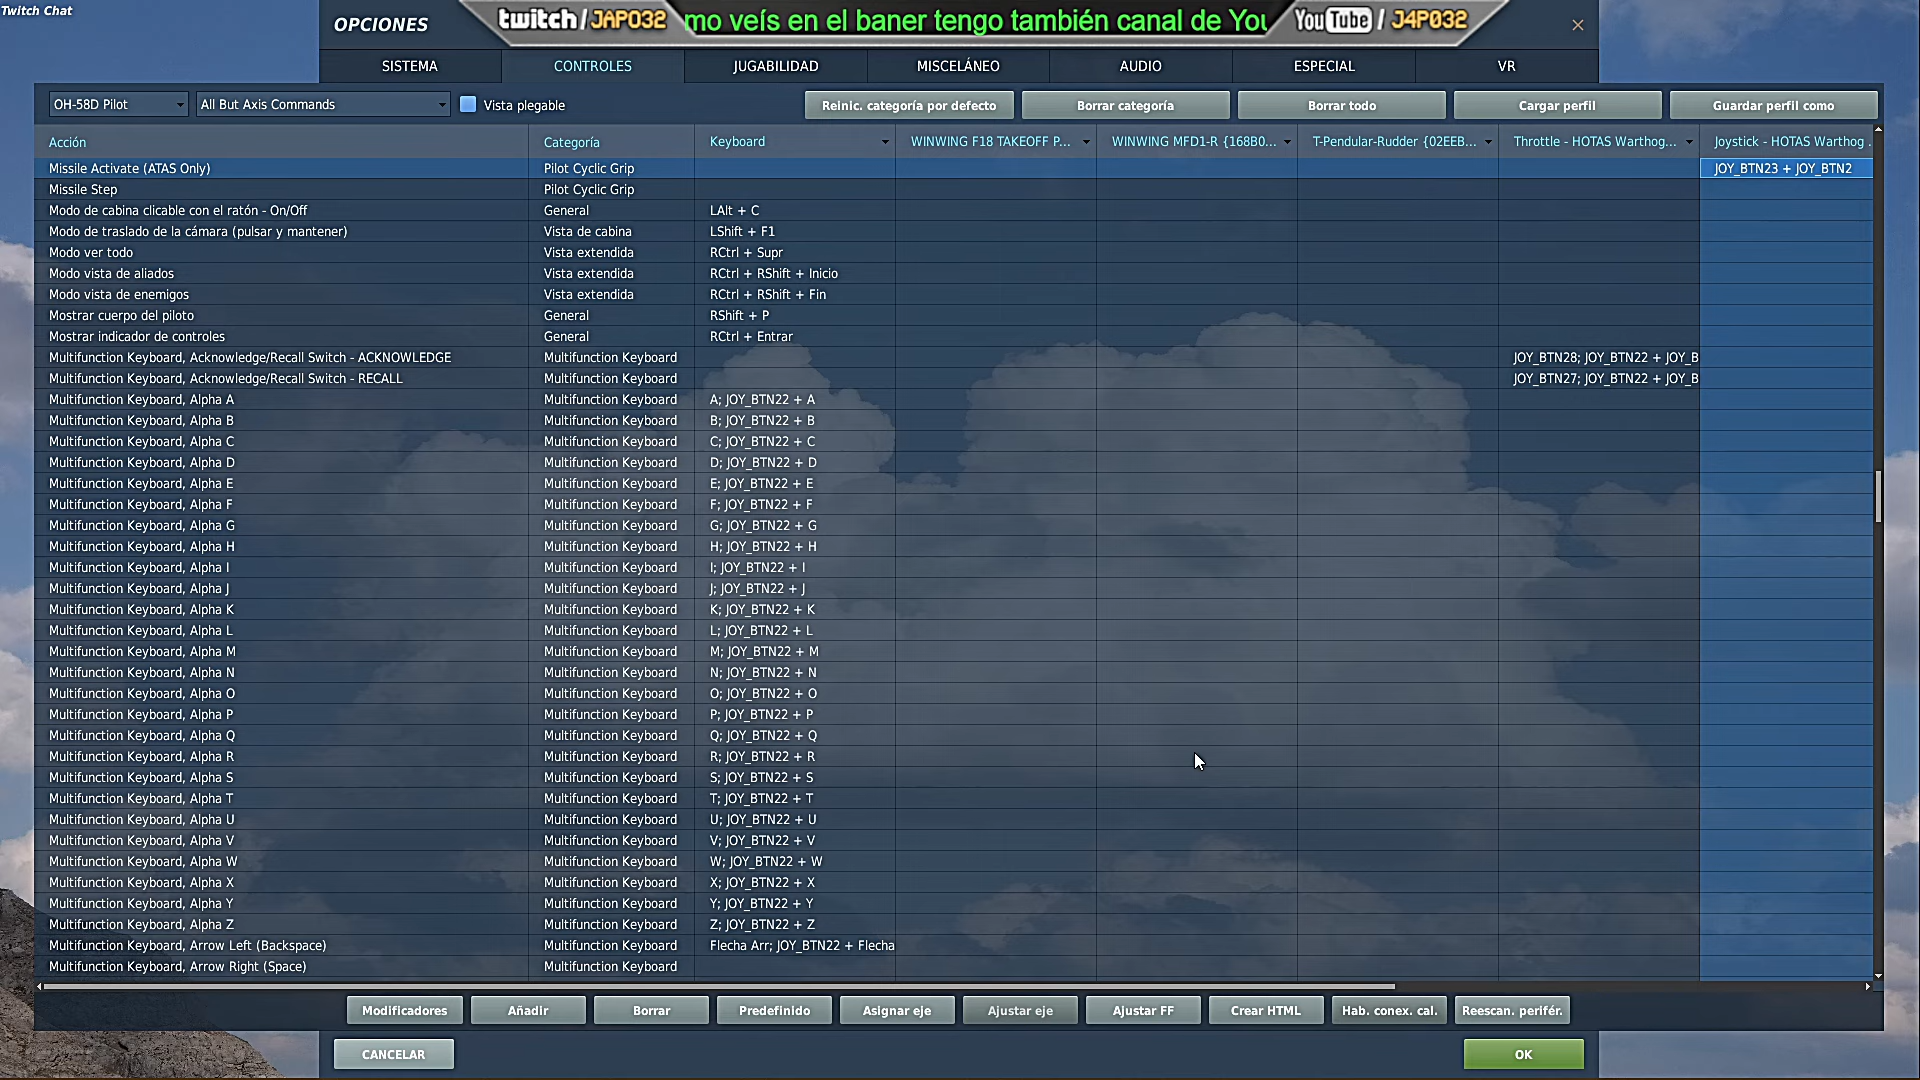 Twitch Chat
OPCIONES
twitch / JAPO32
mo veís en el baner tengo también canal de You
YouTube / J4P032
SISTEMA
CONTROLES
JUGABILIDAD
MISCELÁNEO
AUDIO
ESPECIAL
VR
OH-58D Pilot
All But Axis Commands
Vista plegable
Reinic. categoría por defecto
Borrar categoría
Borrar todo
Cargar perfil
Guardar perfil como
Acción Categoría Keyboard WINWING F18 TAKEOFF P... WINWING MFD1-R {168B0... T-Pendular-Rudder {02EEB... Throttle - HOTAS Warthog... Joystick - HOTAS Warthog .
Missile Activate (ATAS Only) Pilot Cyclic Grip JOY_BTN23 + JOY_BTN2
Missile Step Pilot Cyclic Grip
Modo de cabina clicable con el ratón - On/Off General LAlt + C
Modo de traslado de la cámara (pulsar y mantener) Vista de cabina LShift + F1
Modo ver todo Vista extendida RCtrl + Supr
Modo vista de aliados Vista extendida RCtrl + RShift + Inicio
Modo vista de enemigos Vista extendida RCtrl + RShift + Fin
Mostrar cuerpo del piloto General RShift + P
Mostrar indicador de controles General RCtrl + Entrar
Multifunction Keyboard, Acknowledge/Recall Switch - ACKNOWLEDGE Multifunction Keyboard JOY_BTN28; JOY_BTN22 + JOY_B
Multifunction Keyboard, Acknowledge/Recall Switch - RECALL Multifunction Keyboard JOY_BTN27; JOY_BTN22 + JOY_B
Multifunction Keyboard, Alpha A Multifunction Keyboard A; JOY_BTN22 + A
Multifunction Keyboard, Alpha B Multifunction Keyboard B; JOY_BTN22 + B
Multifunction Keyboard, Alpha C Multifunction Keyboard C; JOY_BTN22 + C
Multifunction Keyboard, Alpha D Multifunction Keyboard D; JOY_BTN22 + D
Multifunction Keyboard, Alpha E Multifunction Keyboard E; JOY_BTN22 + E
Multifunction Keyboard, Alpha F Multifunction Keyboard F; JOY_BTN22 + F
Multifunction Keyboard, Alpha G Multifunction Keyboard G; JOY_BTN22 + G
Multifunction Keyboard, Alpha H Multifunction Keyboard H; JOY_BTN22 + H
Multifunction Keyboard, Alpha I Multifunction Keyboard I; JOY_BTN22 + I
Multifunction Keyboard, Alpha J Multifunction Keyboard J; JOY_BTN22 + J
Multifunction Keyboard, Alpha K Multifunction Keyboard K; JOY_BTN22 + K
Multifunction Keyboard, Alpha L Multifunction Keyboard L; JOY_BTN22 + L
Multifunction Keyboard, Alpha M Multifunction Keyboard M; JOY_BTN22 + M
Multifunction Keyboard, Alpha N Multifunction Keyboard N; JOY_BTN22 + N
Multifunction Keyboard, Alpha O Multifunction Keyboard O; JOY_BTN22 + O
Multifunction Keyboard, Alpha P Multifunction Keyboard P; JOY_BTN22 + P
Multifunction Keyboard, Alpha Q Multifunction Keyboard Q; JOY_BTN22 + Q
Multifunction Keyboard, Alpha R Multifunction Keyboard R; JOY_BTN22 + R
Multifunction Keyboard, Alpha S Multifunction Keyboard S; JOY_BTN22 + S
Multifunction Keyboard, Alpha T Multifunction Keyboard T; JOY_BTN22 + T
Multifunction Keyboard, Alpha U Multifunction Keyboard U; JOY_BTN22 + U
Multifunction Keyboard, Alpha V Multifunction Keyboard V; JOY_BTN22 + V
Multifunction Keyboard, Alpha W Multifunction Keyboard W; JOY_BTN22 + W
Multifunction Keyboard, Alpha X Multifunction Keyboard X; JOY_BTN22 + X
Multifunction Keyboard, Alpha Y Multifunction Keyboard Y; JOY_BTN22 + Y
Multifunction Keyboard, Alpha Z Multifunction Keyboard Z; JOY_BTN22 + Z
Multifunction Keyboard, Arrow Left (Backspace) Multifunction Keyboard Flecha Arr; JOY_BTN22 + Flecha
Multifunction Keyboard, Arrow Right (Space) Multifunction Keyboard
Modificadores
Añadir
Borrar
Predefinido
Asignar eje
Ajustar eje
Ajustar FF
Crear HTML
Hab. conex. cal.
Reescan. perifér.
CANCELAR
OK